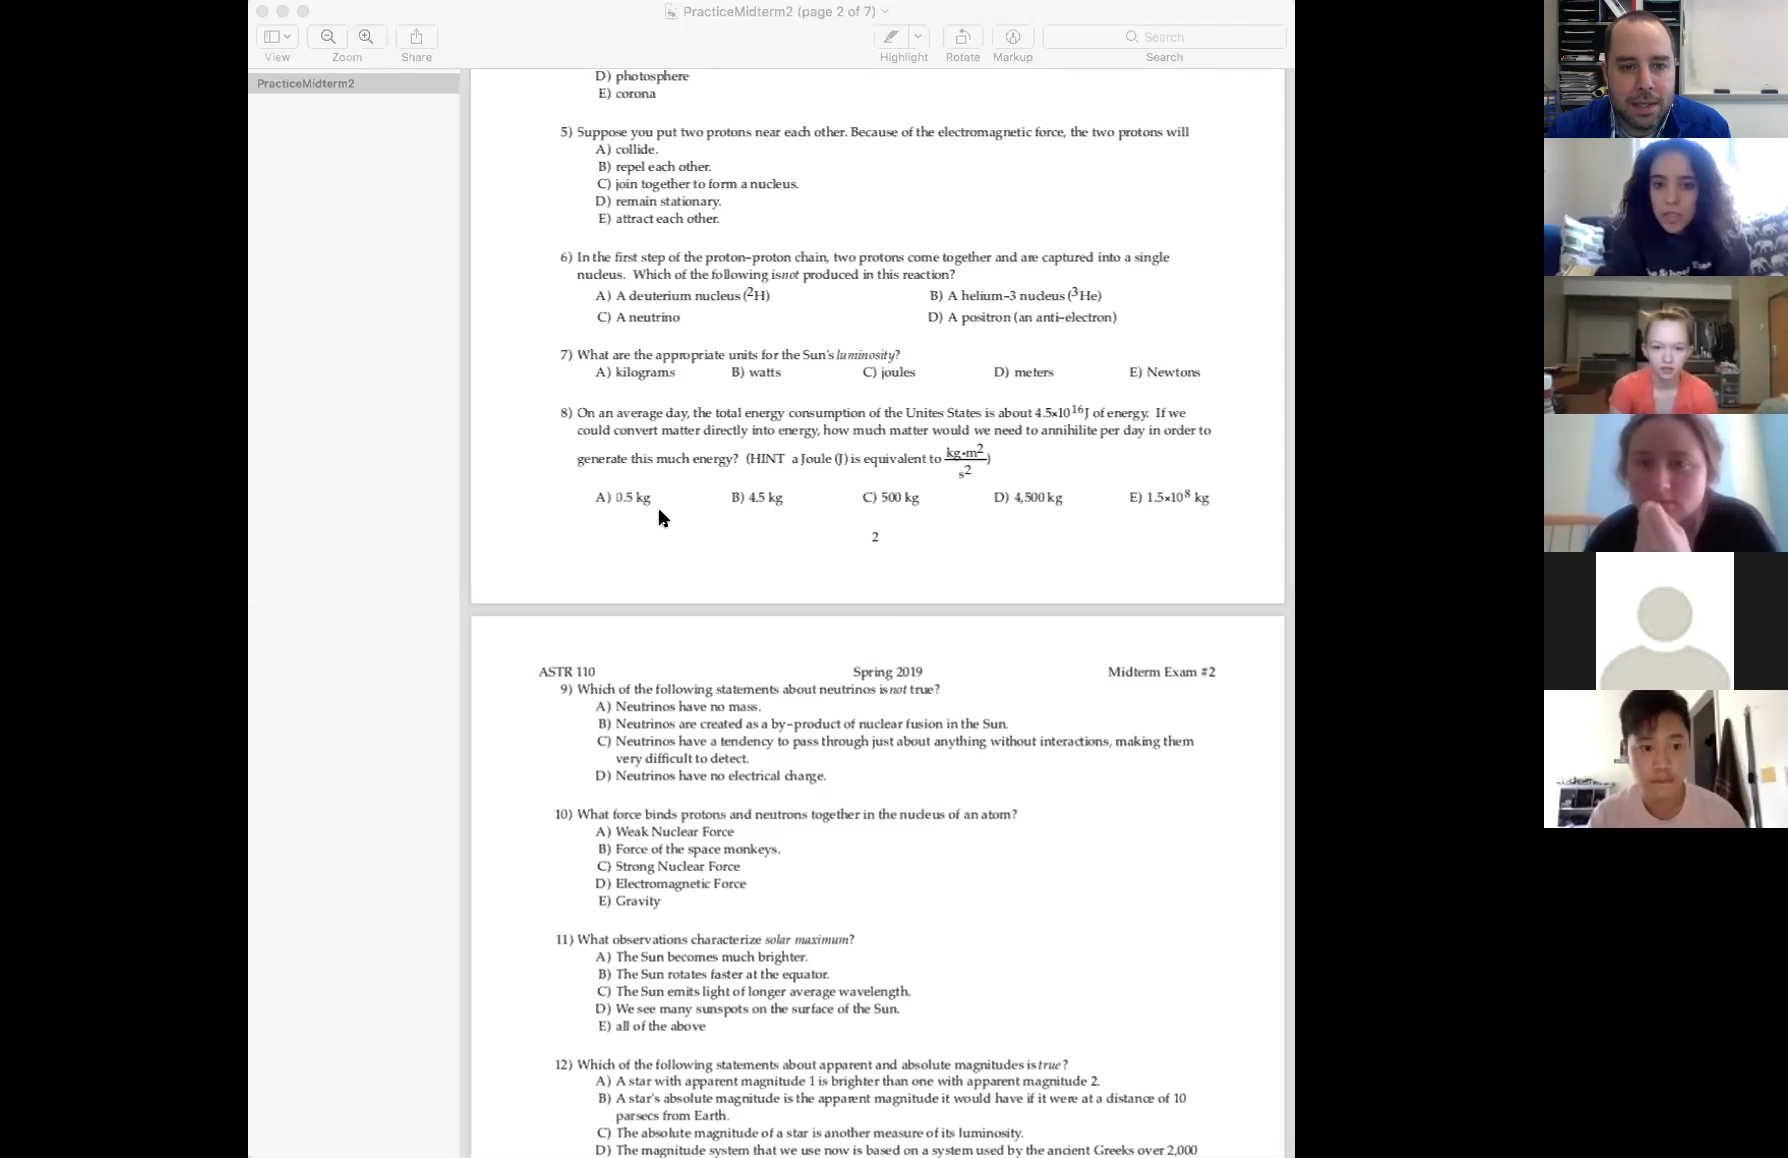 PracticeMidterm2 (page 2 of 7)
View
Zoom
Share
Highlight
Rotate
Markup
Search
Search
PracticeMidterm2
D) photosphere
E) corona
5) Suppose you put two protons near each other. Because of the electromagnetic force, the two protons will
A) collide.
B) repel each other.
C) join together to form a nucleus.
D) remain stationary.
E) attract each other.
6) In the first step of the proton-proton chain, two protons come together and are captured into a single
nucleus. Which of the following is not produced in this reaction?
A) A deuterium nucleus (²H)
B) A helium-3 nucleus (³He)
C) A neutrino
D) A positron (an anti-electron)
7) What are the appropriate units for the Sun's luminosity?
A) kilograms B) watts C) joules D) meters E) Newtons
8) On an average day, the total energy consumption of the Unites States is about 4.5×10¹⁶J of energy. If we
could convert matter directly into energy, how much matter would we need to annihilite per day in order to
generate this much energy? (HINT a Joule (J) is equivalent to kg•m²/s²)
A) 0.5 kg B) 4.5 kg C) 500 kg D) 4,500 kg E) 1.5×10⁸ kg
2
ASTR 110 Spring 2019 Midterm Exam #2
9) Which of the following statements about neutrinos is not true?
A) Neutrinos have no mass.
B) Neutrinos are created as a by-product of nuclear fusion in the Sun.
C) Neutrinos have a tendency to pass through just about anything without interactions, making them
very difficult to detect.
D) Neutrinos have no electrical charge.
10) What force binds protons and neutrons together in the nucleus of an atom?
A) Weak Nuclear Force
B) Force of the space monkeys.
C) Strong Nuclear Force
D) Electromagnetic Force
E) Gravity
11) What observations characterize solar maximum?
A) The Sun becomes much brighter.
B) The Sun rotates faster at the equator.
C) The Sun emits light of longer average wavelength.
D) We see many sunspots on the surface of the Sun.
E) all of the above
12) Which of the following statements about apparent and absolute magnitudes is true?
A) A star with apparent magnitude 1 is brighter than one with apparent magnitude 2.
B) A star's absolute magnitude is the apparent magnitude it would have if it were at a distance of 10
parsecs from Earth.
C) The absolute magnitude of a star is another measure of its luminosity.
D) The magnitude system that we use now is based on a system used by the ancient Greeks over 2,000